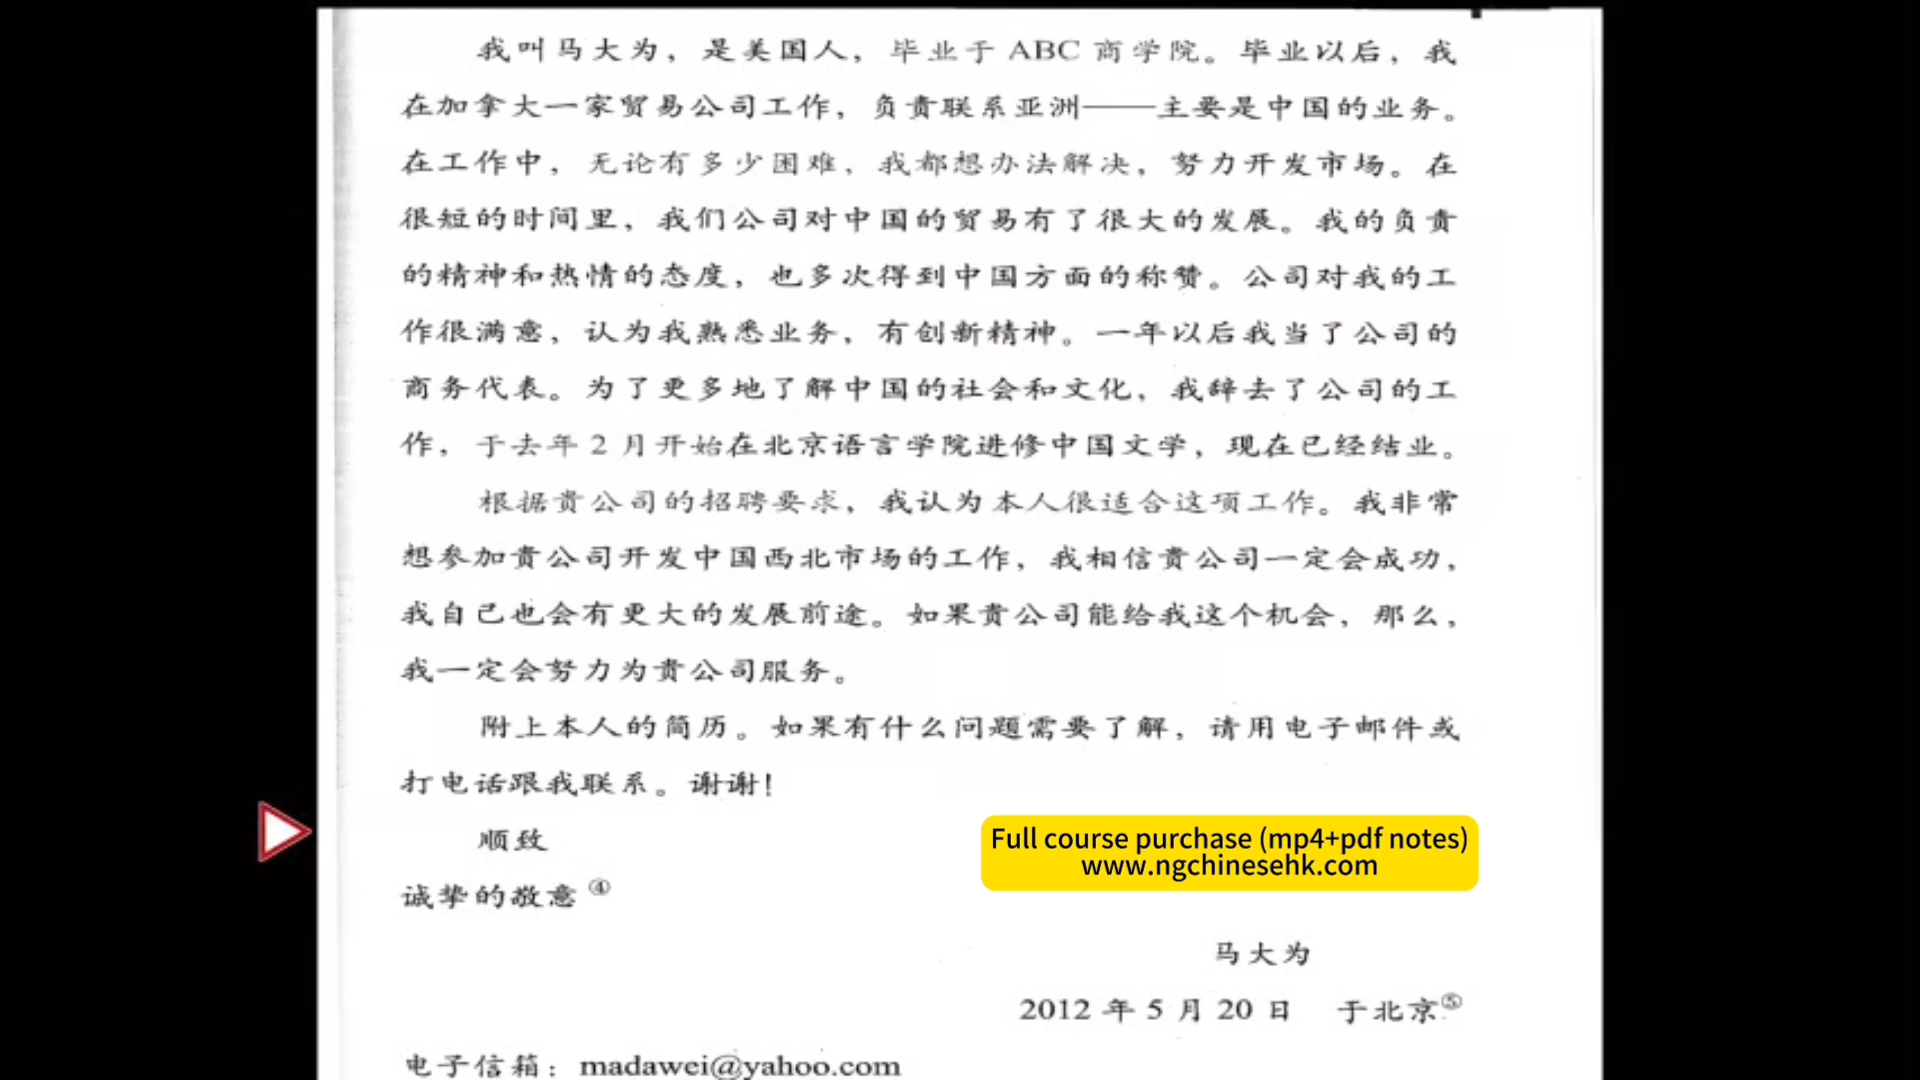 我叫马大为，是美国人，毕业于 ABC 商学院。毕业以后，我
在加拿大一家贸易公司工作，负责联系亚洲——主要是中国的业务。
在工作中，无论有多少困难，我都想办法解决，努力开发市场。在
很短的时间里，我们公司对中国的贸易有了很大的发展。我的负责
的精神和热情的态度，也多次得到中国方面的称赞。公司对我的工
作很满意，认为我熟悉业务，有创新精神。一年以后我当了公司的
商务代表。为了更多地了解中国的社会和文化，我辞去了公司的工
作，于去年 2 月开始在北京语言学院进修中国文学，现在已经结业。
根据贵公司的招聘要求，我认为本人很适合这项工作。我非常
想参加贵公司开发中国西北市场的工作，我相信贵公司一定会成功，
我自己也会有更大的发展前途。如果贵公司能给我这个机会，那么，
我一定会努力为贵公司服务。
附上本人的简历。如果有什么问题需要了解，请用电子邮件或
打电话跟我联系。谢谢！
顺致
诚挚的敬意④
Full course purchase (mp4+pdf notes)
www.ngchinesehk.com
马大为
2012 年 5 月 20 日 于北京⑤
电子信箱：madawei@yahoo.com